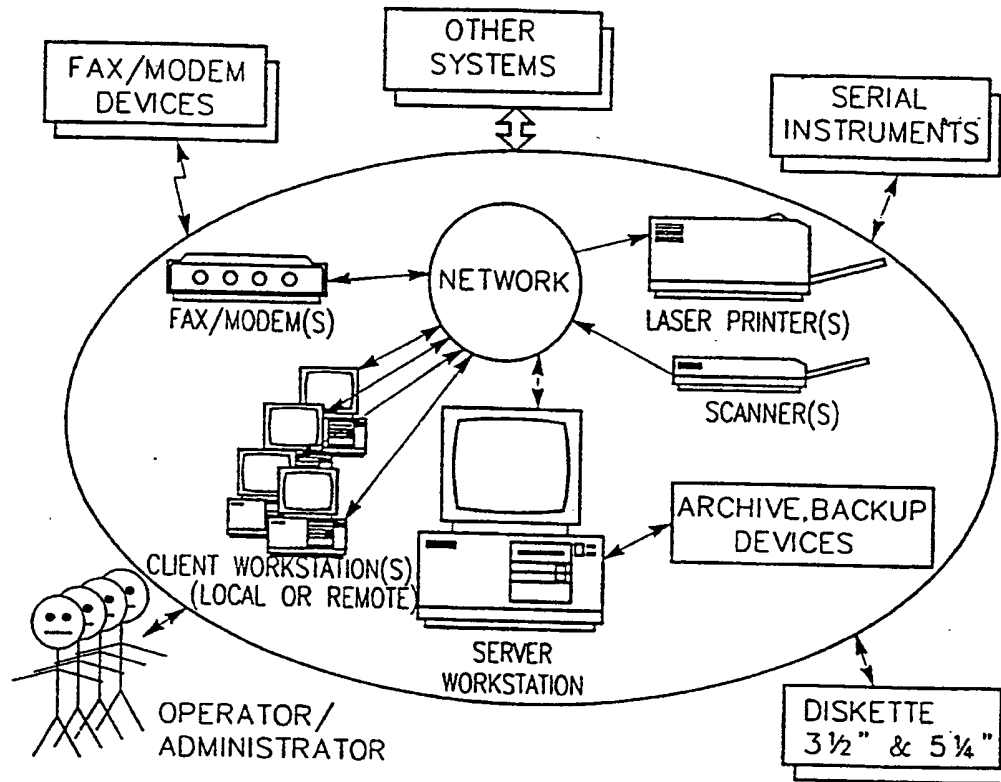 OTHER
SYSTEMS
FAX/MODEM
DEVICES
SERIAL
INSTRUMENTS
NETWORK
FAX/MODEM(S)
LASER PRINTER(S)
SCANNER(S)
ARCHIVE,BACKUP
DEVICES
CLIENT WORKSTATION(S)
(LOCAL OR REMOTE)
SERVER
WORKSTATION
OPERATOR/
ADMINISTRATOR
DISKETTE
3½" & 5¼"